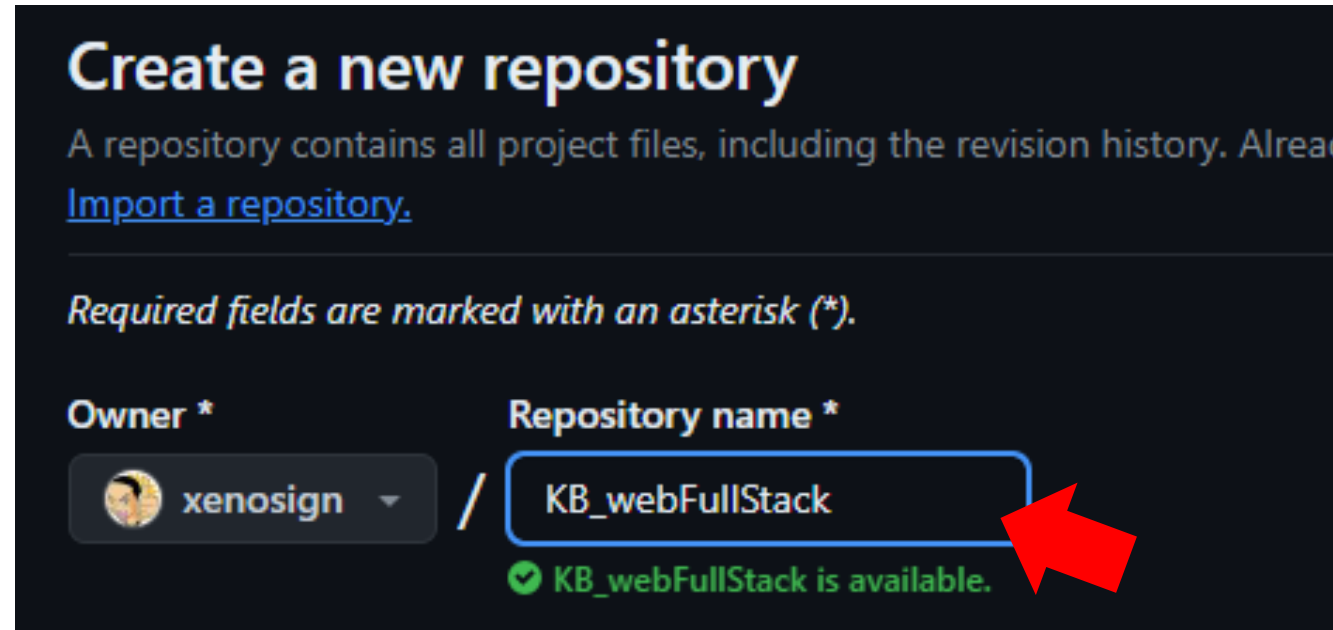 Create a new repository
A repository contains all project files, including the revision history.
Import a repository.
Required fields are marked with an asterisk (*).
Owner *
Repository name *
xenosign / KB_webFullStack
KB_webFullStack is available.